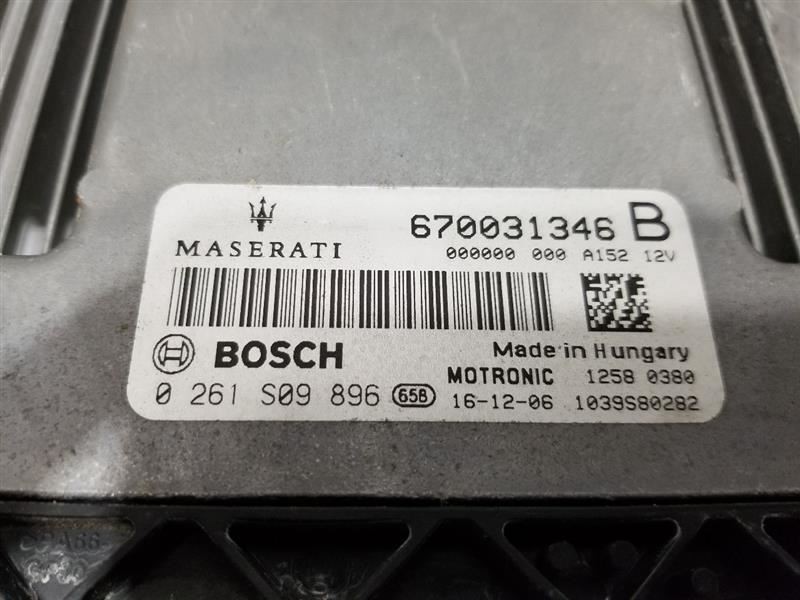 MASERATI
670031346 B
000000 000 A152 12V
BOSCH
Made in Hungary
MOTRONIC 1258 0380
0 261 S09 896 65B
16-12-06 1039S80282